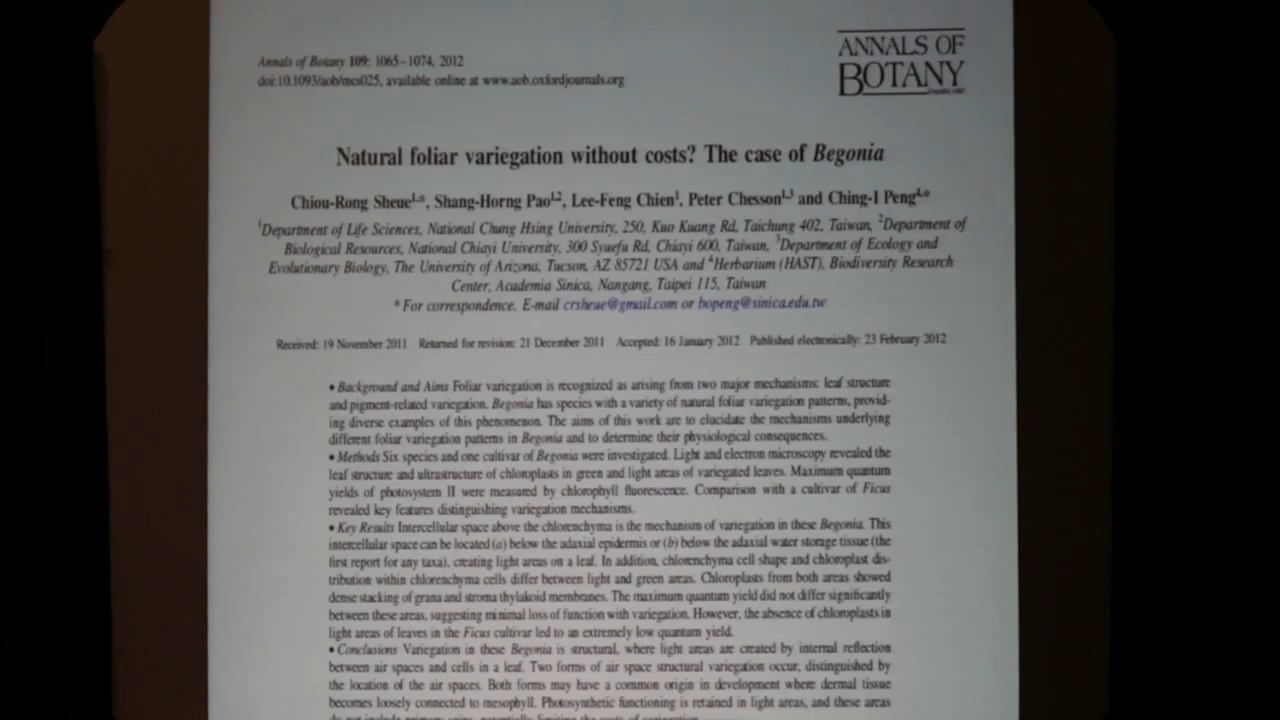 Annals of Botany 109: 1065–1074, 2012
doi:10.1093/aob/mcs025, available online at www.aob.oxfordjournals.org
ANNALS OF
BOTANY
Natural foliar variegation without costs? The case of Begonia
Chiou-Rong Sheue1,*, Shang-Horng Pao1,2, Lee-Feng Chien1, Peter Chesson1,3 and Ching-I Peng4,*
1Department of Life Sciences, National Chung Hsing University, 250, Kuo Kuang Rd, Taichung 402, Taiwan, 2Department of
Biological Resources, National Chiayi University, 300 Syuefu Rd, Chiayi 600, Taiwan, 3Department of Ecology and
Evolutionary Biology, The University of Arizona, Tucson, AZ 85721 USA and 4Herbarium (HAST), Biodiversity Research
Center, Academia Sinica, Nangang, Taipei 115, Taiwan
* For correspondence. E-mail crsheue@gmail.com or bopeng@sinica.edu.tw
Received: 19 November 2011 Returned for revision: 21 December 2011 Accepted: 16 January 2012 Published electronically: 23 February 2012
• Background and Aims Foliar variegation is recognized as arising from two major mechanisms: leaf structure
and pigment-related variegation. Begonia has species with a variety of natural foliar variegation patterns, provid-
ing diverse examples of this phenomenon. The aims of this work are to elucidate the mechanisms underlying
different foliar variegation patterns in Begonia and to determine their physiological consequences.
• Methods Six species and one cultivar of Begonia were investigated. Light and electron microscopy revealed the
leaf structure and ultrastructure of chloroplasts in green and light areas of variegated leaves. Maximum quantum
yields of photosystem II were measured by chlorophyll fluorescence. Comparison with a cultivar of Ficus
revealed key features distinguishing variegation mechanisms.
• Key Results Intercellular space above the chlorenchyma is the mechanism of variegation in these Begonia. This
intercellular space can be located (a) below the adaxial epidermis or (b) below the adaxial water storage tissue (the
first report for any taxa), creating light areas on a leaf. In addition, chlorenchyma cell shape and chloroplast dis-
tribution within chlorenchyma cells differ between light and green areas. Chloroplasts from both areas showed
dense stacking of grana and stroma thylakoid membranes. The maximum quantum yield did not differ significantly
between these areas, suggesting minimal loss of function with variegation. However, the absence of chloroplasts in
light areas of leaves in the Ficus cultivar led to an extremely low quantum yield.
• Conclusions Variegation in these Begonia is structural, where light areas are created by internal reflection
between air spaces and cells in a leaf. Two forms of air space structural variegation occur, distinguished by
the location of the air spaces. Both forms may have a common origin in development where dermal tissue
becomes loosely connected to mesophyll. Photosynthetic functioning is retained in light areas, and these areas